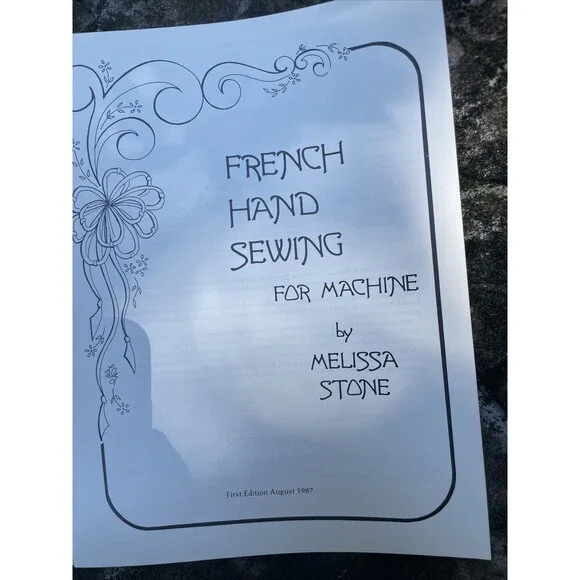 FRENCH
HAND
SEWING
FOR MACHINE
by
MELISSA
STONE
First Edition August 1987